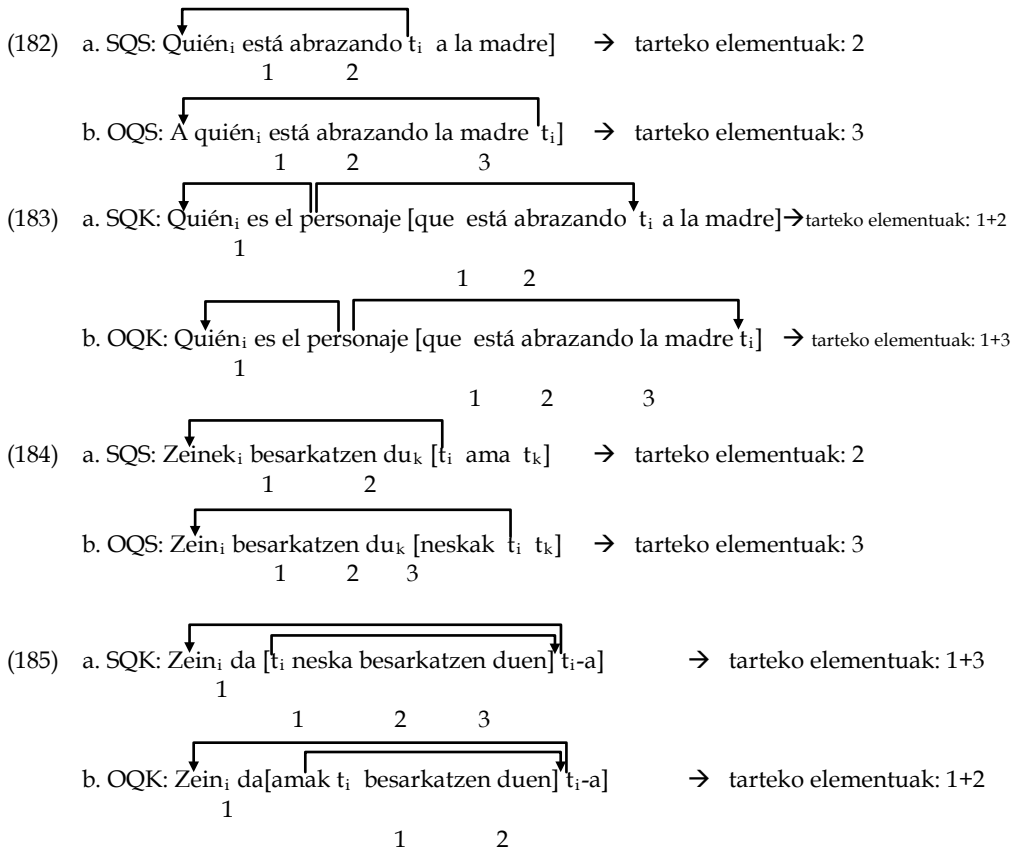 (182) a. SQS: Quiénᵢ está abrazando tᵢ a la madre] → tarteko elementuak: 2
1 2
b. OQS: A quiénᵢ está abrazando la madre tᵢ] → tarteko elementuak: 3
1 2 3
(183) a. SQK: Quiénᵢ es el personaje [que está abrazando tᵢ a la madre]→tarteko elementuak: 1+2
1
1 2
b. OQK: Quiénᵢ es el personaje [que está abrazando la madre tᵢ] → tarteko elementuak: 1+3
1
1 2 3
(184) a. SQS: Zeinekᵢ besarkatzen duₖ [tᵢ ama tₖ] → tarteko elementuak: 2
1 2
b. OQS: Zeinᵢ besarkatzen duₖ [neskak tᵢ tₖ] → tarteko elementuak: 3
1 2 3
(185) a. SQK: Zeinᵢ da [tᵢ neska besarkatzen duen] tᵢ-a] → tarteko elementuak: 1+3
1
1 2 3
b. OQK: Zeinᵢ da[amak tᵢ besarkatzen duen] tᵢ-a] → tarteko elementuak: 1+2
1
1 2